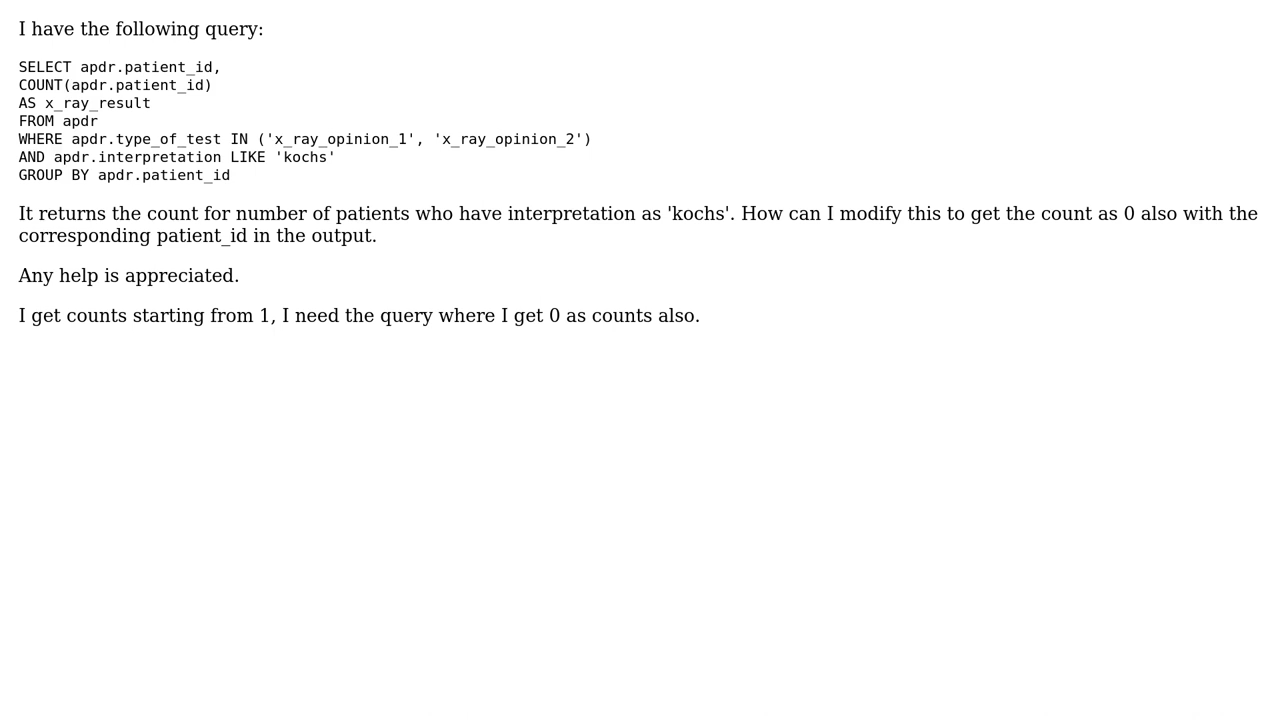 I have the following query:
SELECT apdr.patient_id,
COUNT(apdr.patient_id)
AS x_ray_result
FROM apdr
WHERE apdr.type_of_test IN ('x_ray_opinion_1', 'x_ray_opinion_2')
AND apdr.interpretation LIKE 'kochs'
GROUP BY apdr.patient_id
It returns the count for number of patients who have interpretation as 'kochs'. How can I modify this to get the count as 0 also with the
corresponding patient_id in the output.
Any help is appreciated.
I get counts starting from 1, I need the query where I get 0 as counts also.